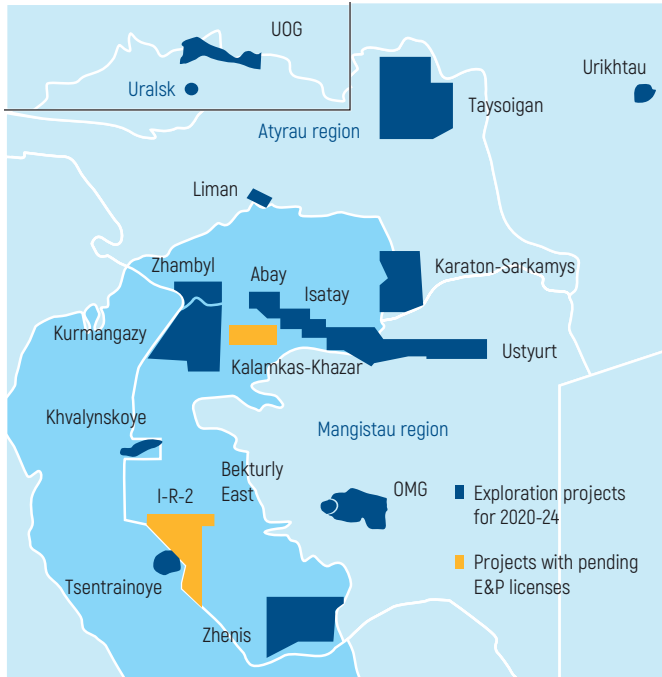 UOG
Uralsk
Urikhtau
Taysoigan
Atyrau region
Liman
Zhambyl
Abay
Isatay
Karaton-Sarkamys
Kurmangazy
Kalamkas-Khazar
Ustyurt
Khvalynskoye
Mangistau region
Bekturly
East
I-R-2
OMG
Exploration projects
for 2020-24
Tsentrainoye
Projects with pending
E&P licenses
Zhenis